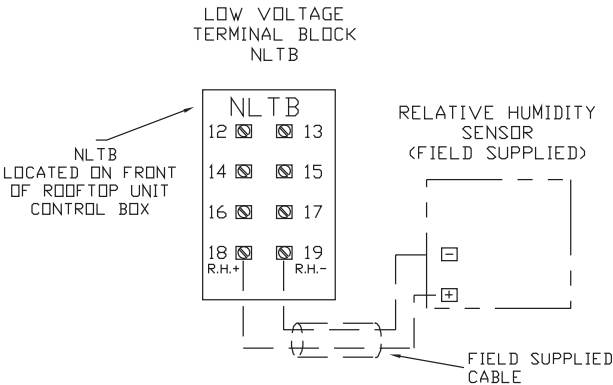 LOW VOLTAGE
TERMINAL BLOCK
NLTB
NLTB
12 13
14 15
16 17
18 19
R.H.+ R.H.-
NLTB
LOCATED ON FRONT
OF ROOFTOP UNIT
CONTROL BOX
RELATIVE HUMIDITY
SENSOR
(FIELD SUPPLIED)
-
+
FIELD SUPPLIED
CABLE